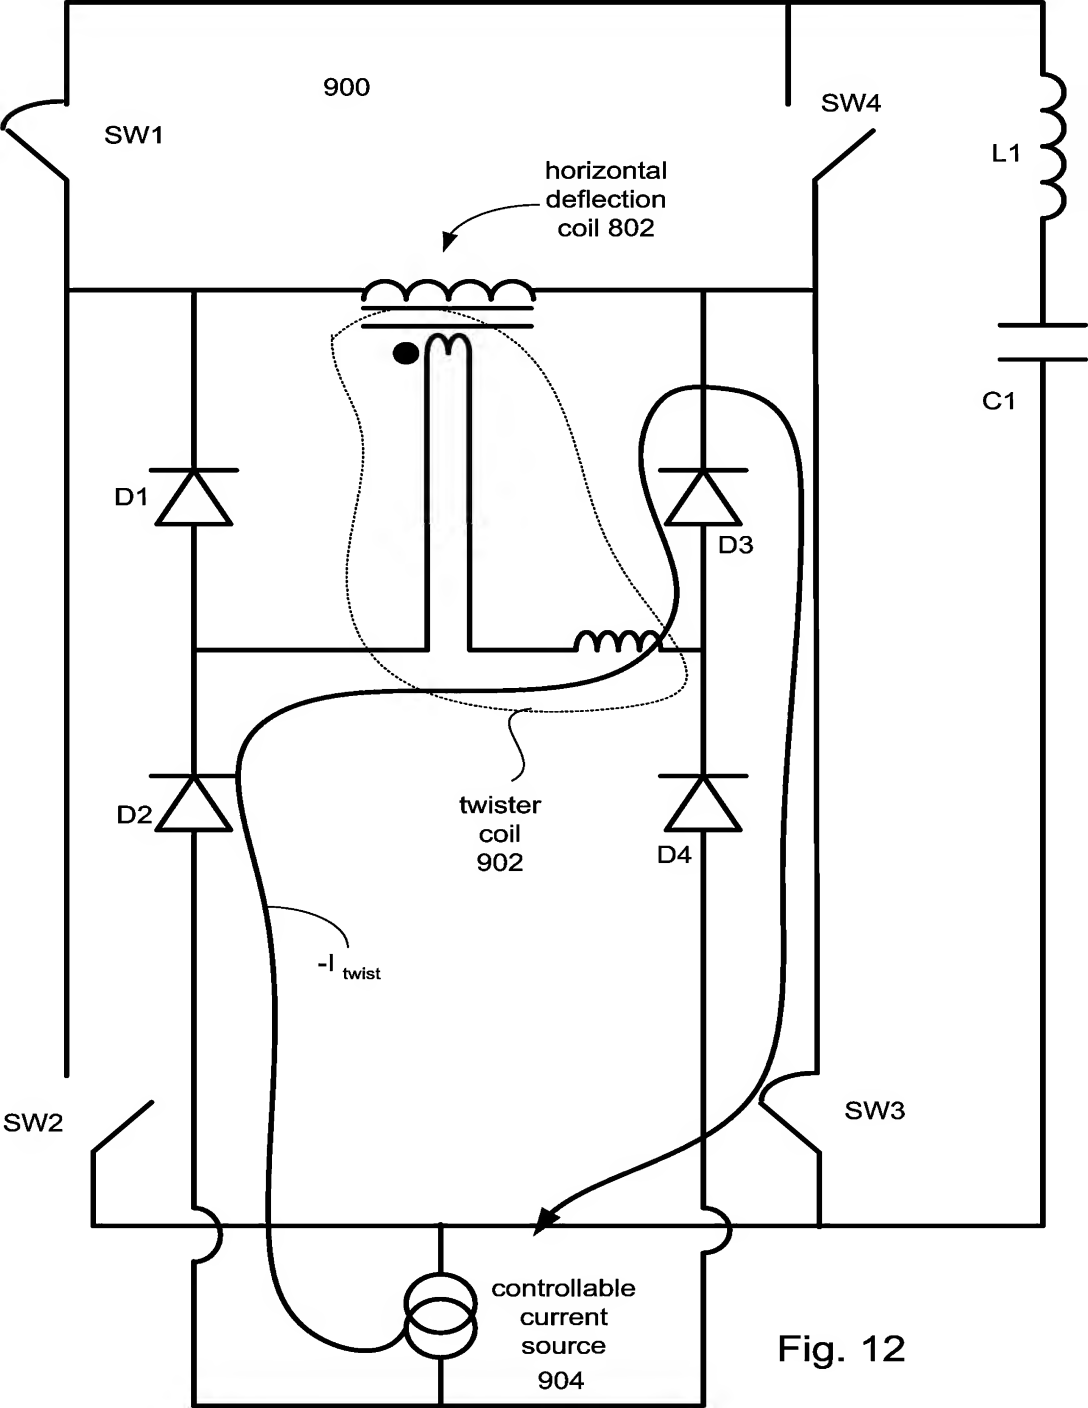 900
SW1
SW4
L1
horizontal
deflection
coil 802
C1
D1
D3
twister
coil
902
D2
D4
-I twist
SW2
SW3
controllable
current
source
904
Fig. 12